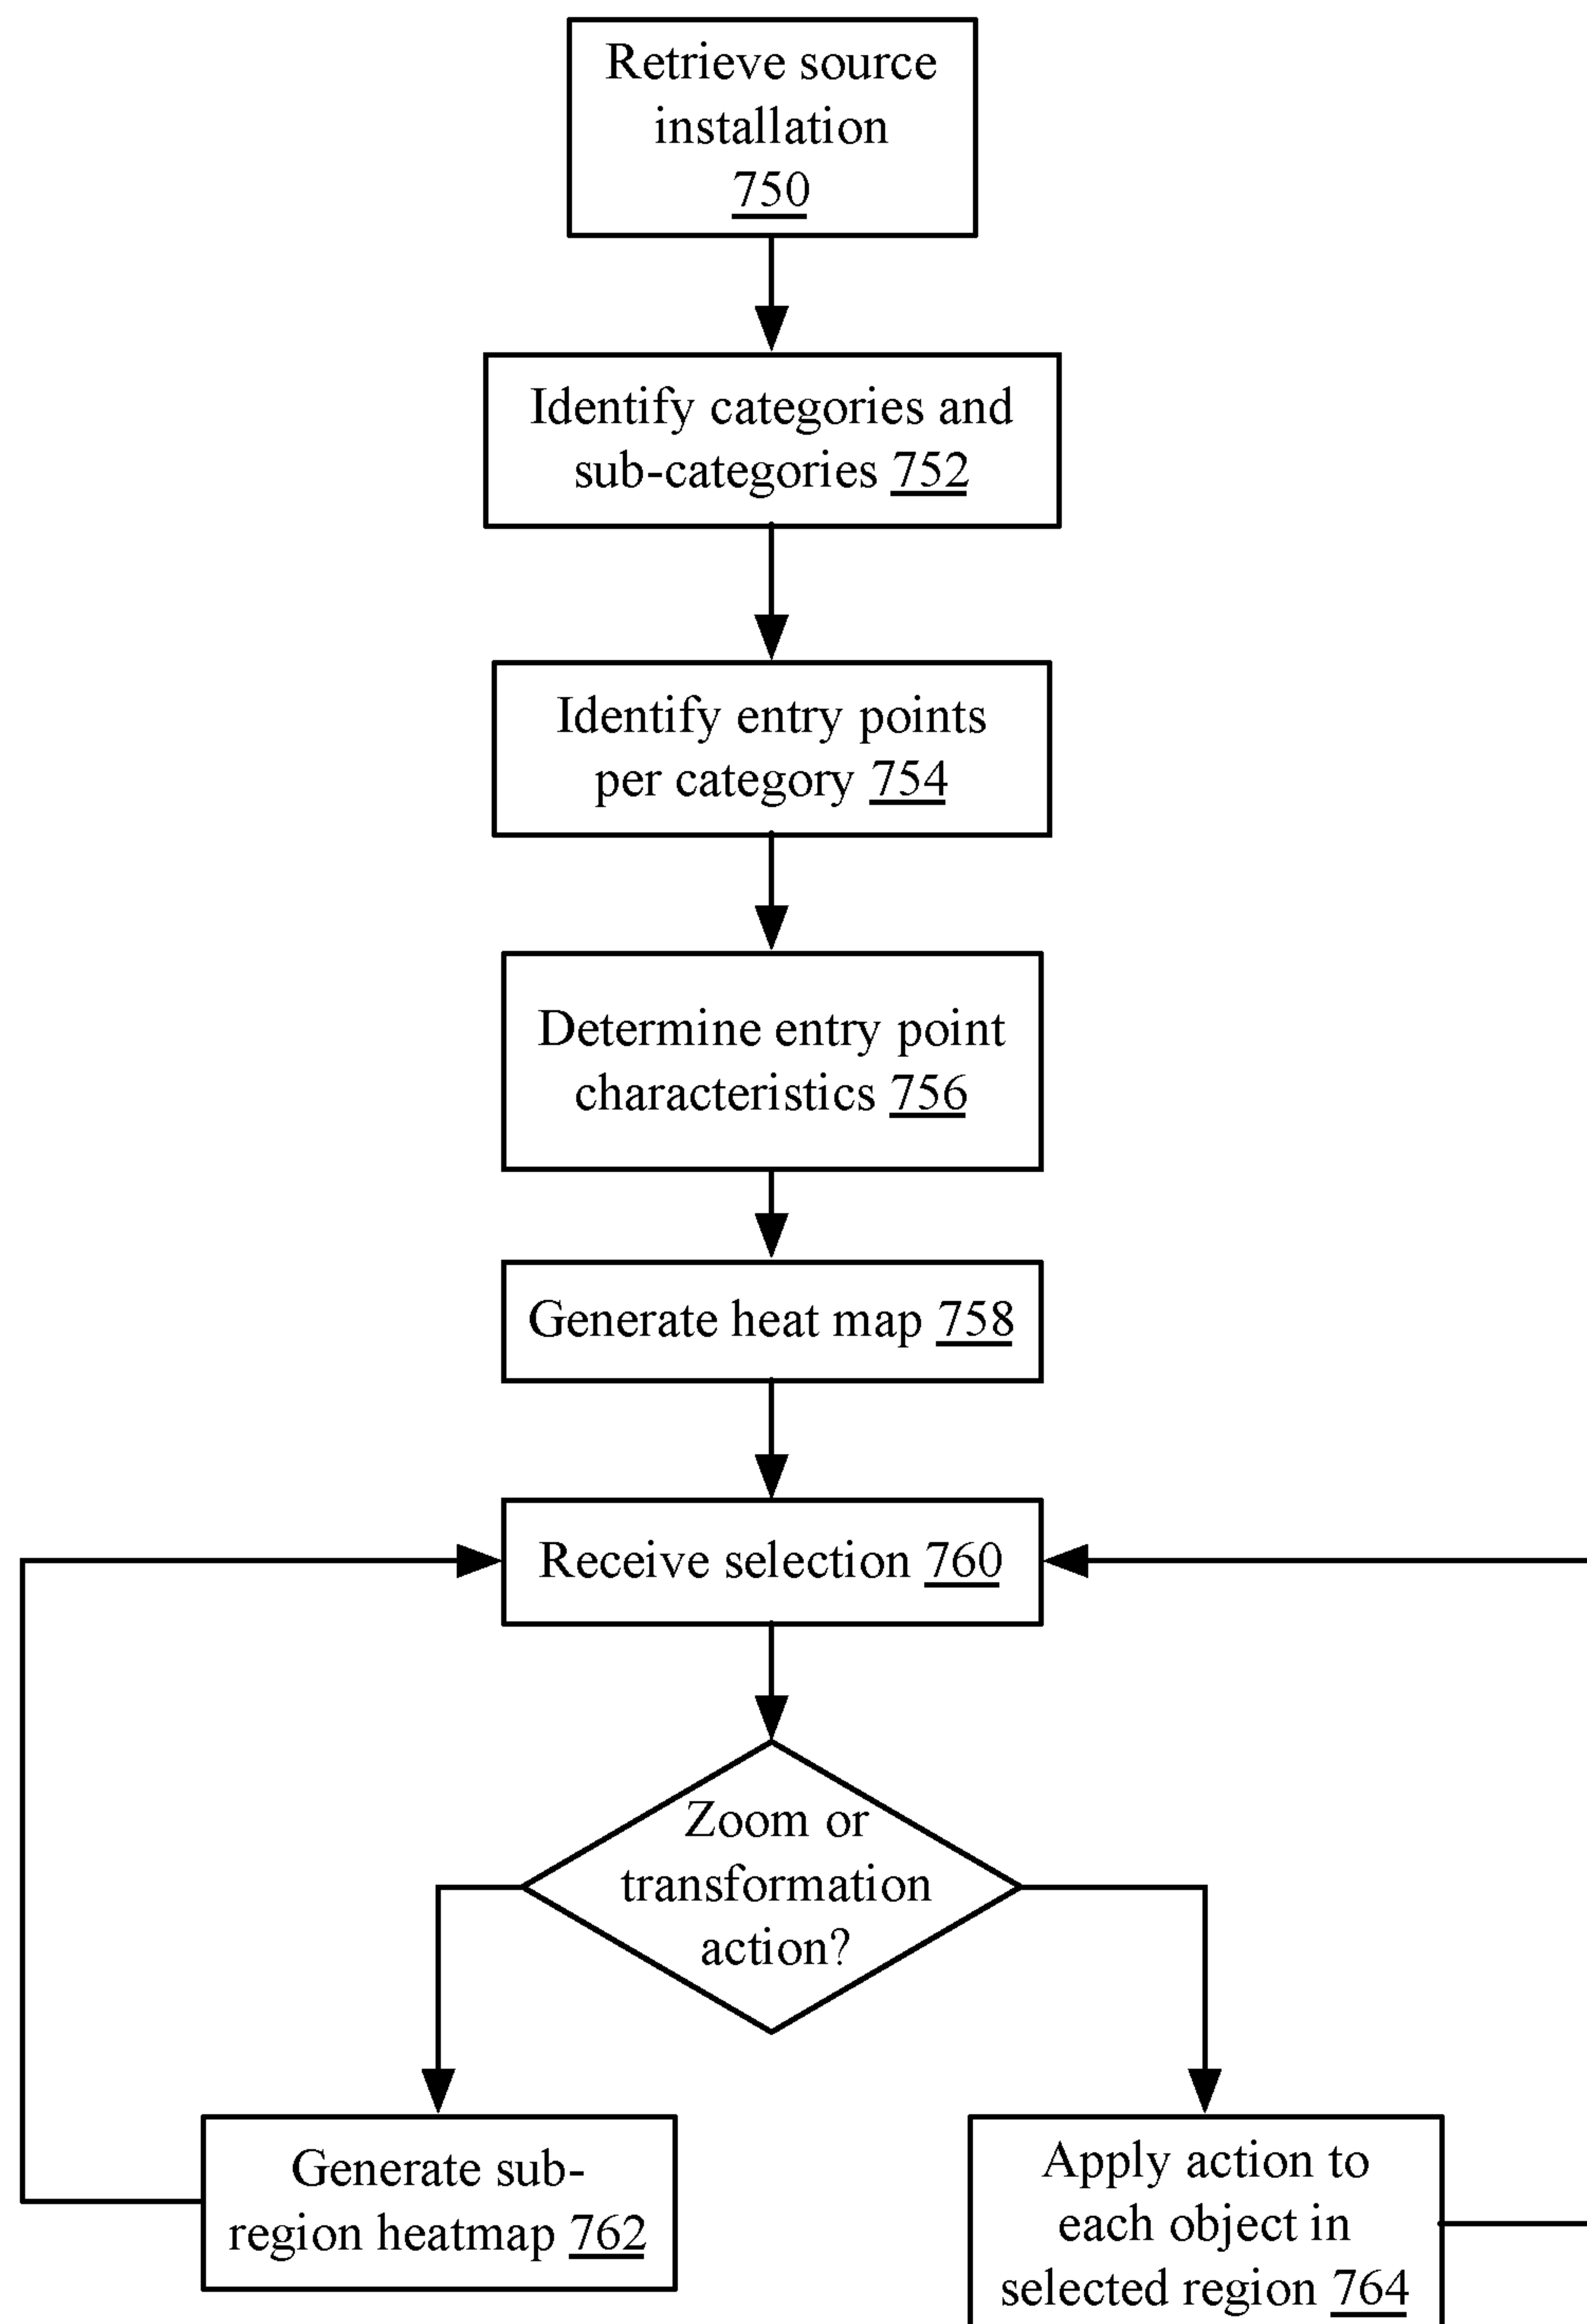 Retrieve source
installation
750
Identify categories and
sub-categories 752
Identify entry points
per category 754
Determine entry point
characteristics 756
Generate heat map 758
Receive selection 760
Zoom or
transformation
action?
Generate sub-
region heatmap 762
Apply action to
each object in
selected region 764